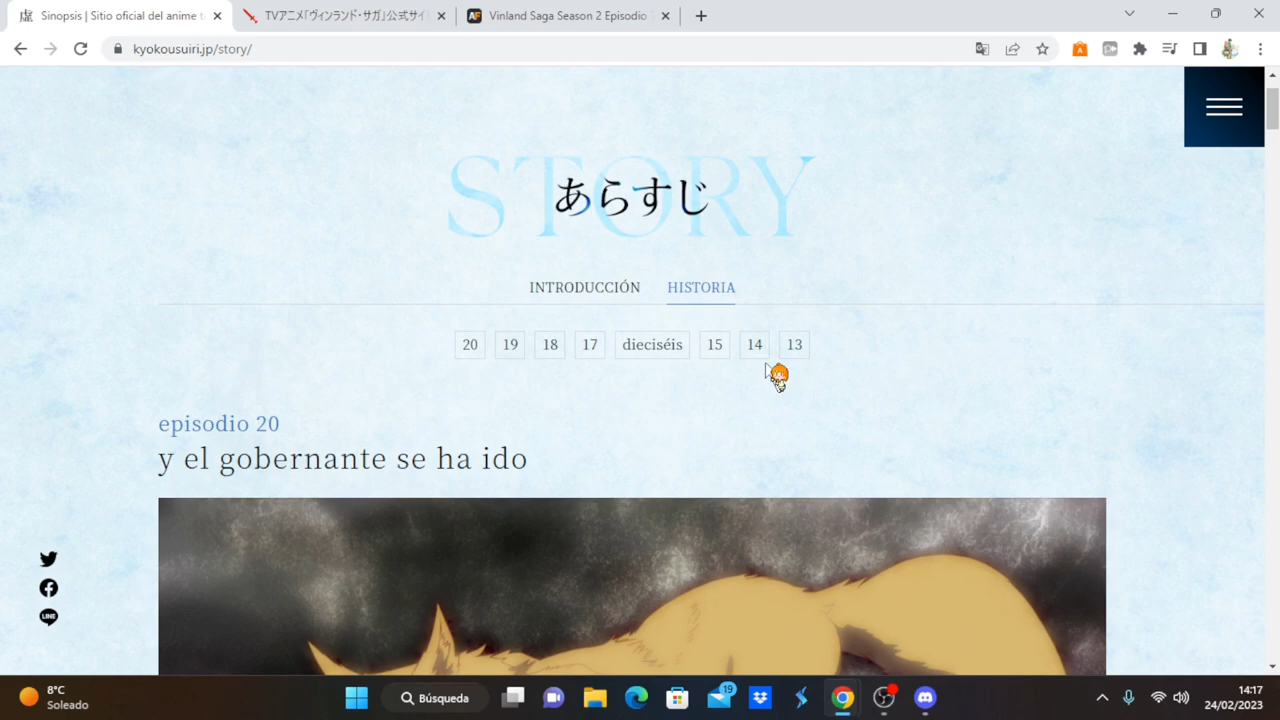 Sinopsis | Sitio oficial del anime t
TVアニメ「ヴィンランド・サガ」公式サイ
AF
Vinland Saga Season 2 Episodio
kyokousuiri.jp/story/
STORY
あらすじ
INTRODUCCIÓN
HISTORIA
20
19
18
17
dieciséis
15
14
13
episodio 20
y el gobernante se ha ido
LINE
8°C
Soleado
Búsqueda
19
14:17
24/02/2023